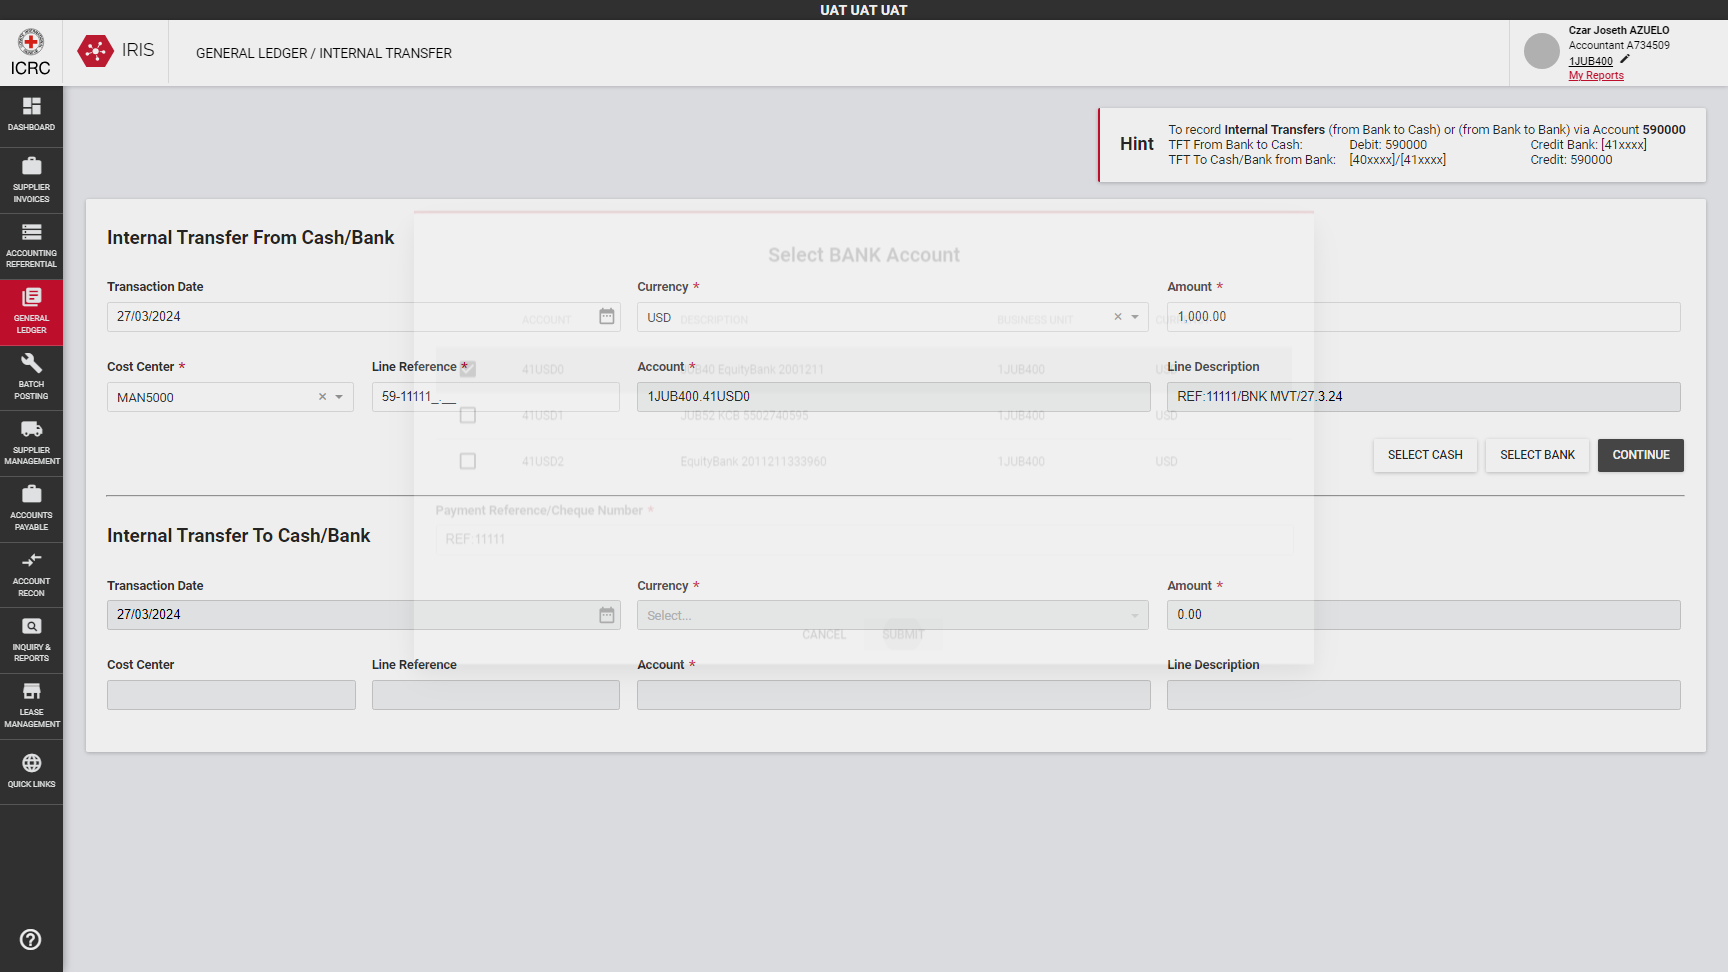 UAT UAT UAT
ICRC
IRIS
GENERAL LEDGER / INTERNAL TRANSFER
Czar Joseth AZUELO
Accountant A734509
1JUB400
My Reports
DASHBOARD
SUPPLIER INVOICES
ACCOUNTING REFERENTIAL
GENERAL LEDGER
BATCH POSTING
SUPPLIER MANAGEMENT
ACCOUNTS PAYABLE
ACCOUNT RECON
INQUIRY & REPORTS
LEASE MANAGEMENT
QUICK LINKS
Hint
To record Internal Transfers (from Bank to Cash) or (from Bank to Bank) via Account 590000
TFT From Bank to Cash: Debit: 590000 Credit Bank: [41xxxx]
TFT To Cash/Bank from Bank: [40xxxx]/[41xxxx] Credit: 590000
Internal Transfer From Cash/Bank
Transaction Date Currency * Amount *
27/03/2024 USD 1,000.00
Cost Center * Line Reference * Account * Line Description
MAN5000 59-11111_.__ 1JUB400.41USD0 REF:11111/BNK MVT/27.3.24
SELECT CASH SELECT BANK CONTINUE
Select BANK Account
ACCOUNT DESCRIPTION BUSINESS UNIT
41USD0 JUB40 EquityBank 2001211 1JUB400
41USD1 JUB52 KCB 5502740595 1JUB400 USD
41USD2 EquityBank 2011211333960 1JUB400 USD
Payment Reference/Cheque Number *
REF:11111
CANCEL SUBMIT
Internal Transfer To Cash/Bank
Transaction Date Currency * Amount *
27/03/2024 Select... 0.00
Cost Center Line Reference Account * Line Description